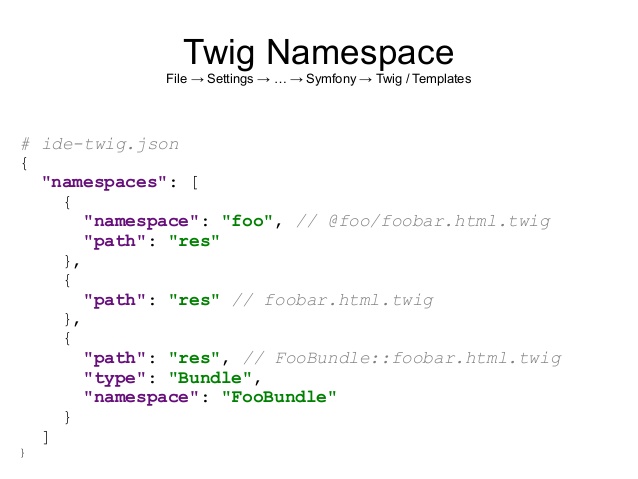 Twig Namespace
File → Settings → … → Symfony → Twig / Templates
# ide-twig.json
{
  "namespaces": [
    {
      "namespace": "foo", // @foo/foobar.html.twig
      "path": "res"
    },
    {
      "path": "res" // foobar.html.twig
    },
    {
      "path": "res", // FooBundle::foobar.html.twig
      "type": "Bundle",
      "namespace": "FooBundle"
    }
  ]
}